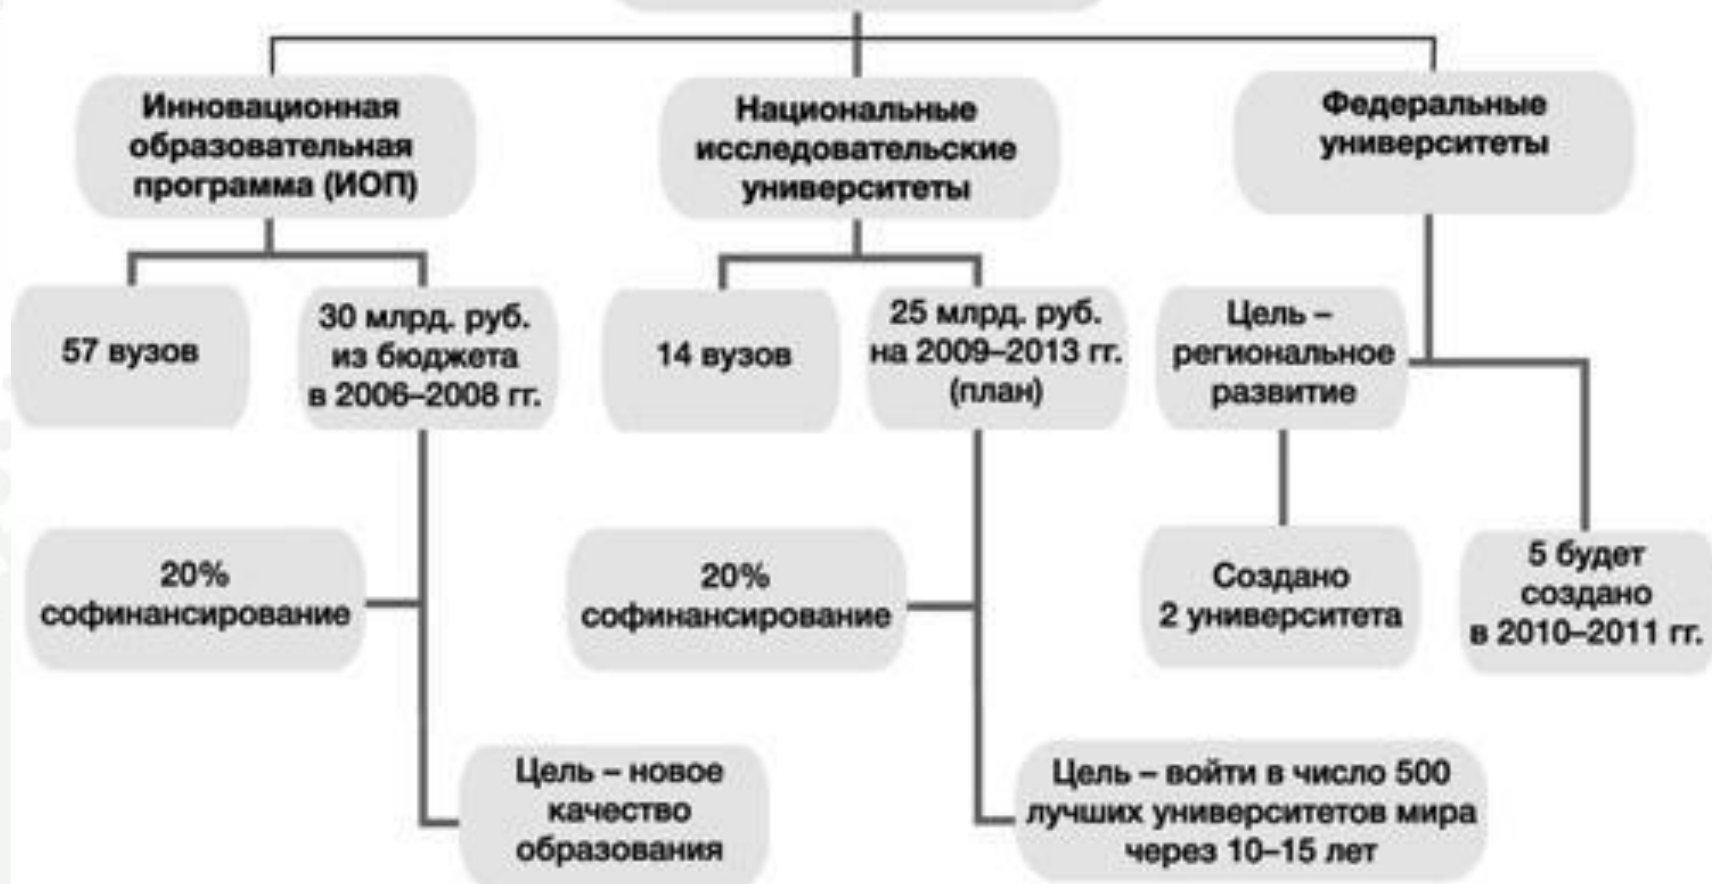 Инновационная
образовательная
программа (ИОП)
Национальные
исследовательские
университеты
Федеральные
университеты
57 вузов
30 млрд. руб.
из бюджета
в 2006–2008 гг.
14 вузов
25 млрд. руб.
на 2009–2013 гг.
(план)
Цель –
региональное
развитие
20%
софинансирование
20%
софинансирование
Создано
2 университета
5 будет
создано
в 2010–2011 гг.
Цель – новое
качество
образования
Цель – войти в число 500
лучших университетов мира
через 10–15 лет